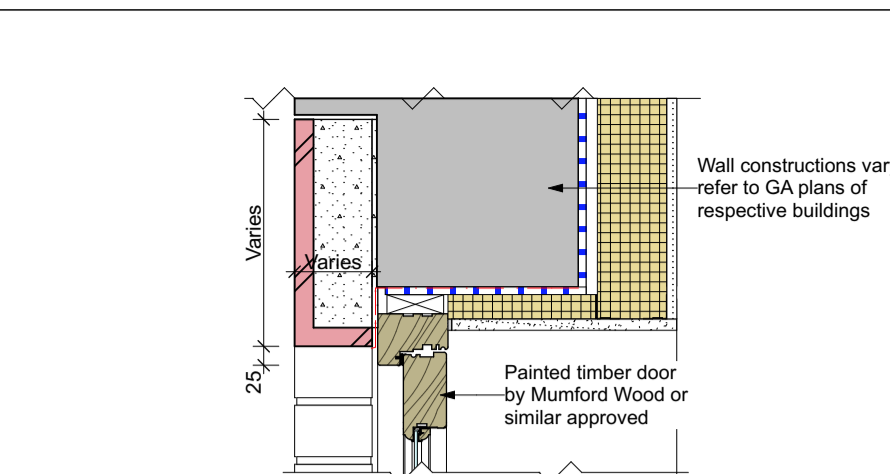 Wall constructions var
refer to GA plans of
respective buildings
Varies
Varies
25
Painted timber door
by Mumford Wood or
similar approved